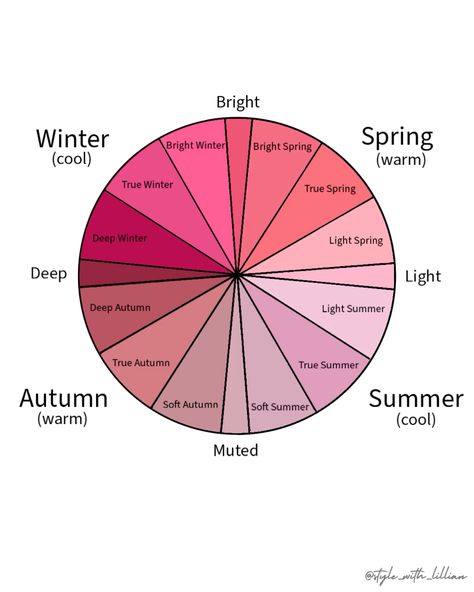 Bright
Winter
(cool)
Spring
(warm)
Bright Winter
Bright Spring
True Winter
True Spring
Deep Winter
Light Spring
Deep
Light
Deep Autumn
Light Summer
True Autumn
True Summer
Autumn
(warm)
Summer
(cool)
Soft Autumn
Soft Summer
Muted
@style_with_lillian